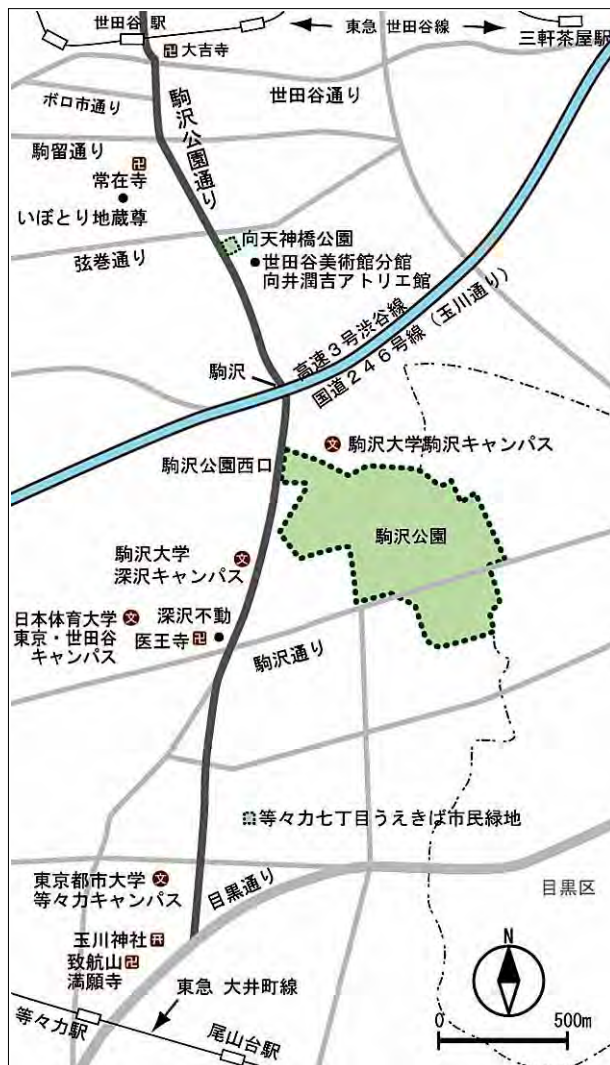 世田谷 駅
東急 世田谷線
三軒茶屋駅
卍大吉寺
ボロ市通り
世田谷通り
駒沢公園通り
駒留通り
卍
常在寺
いぼとり地蔵尊
向天神橋公園
弦巻通り
世田谷美術館分館
向井潤吉アトリエ館
高速3号渋谷線
国道246号線（玉川通り）
駒沢
文 駒沢大学駒沢キャンパス
駒沢公園西口
駒沢公園
駒沢大学 文
深沢キャンパス
日本体育大学 文
東京・世田谷
キャンパス
深沢不動
医王寺卍
駒沢通り
等々力七丁目うえきば市民緑地
東京都市大学 文
等々力キャンパス
目黒通り
目黒区
玉川神社
致航山 卍
満願寺
東急 大井町線
等々力駅
尾山台駅
N
0 500m